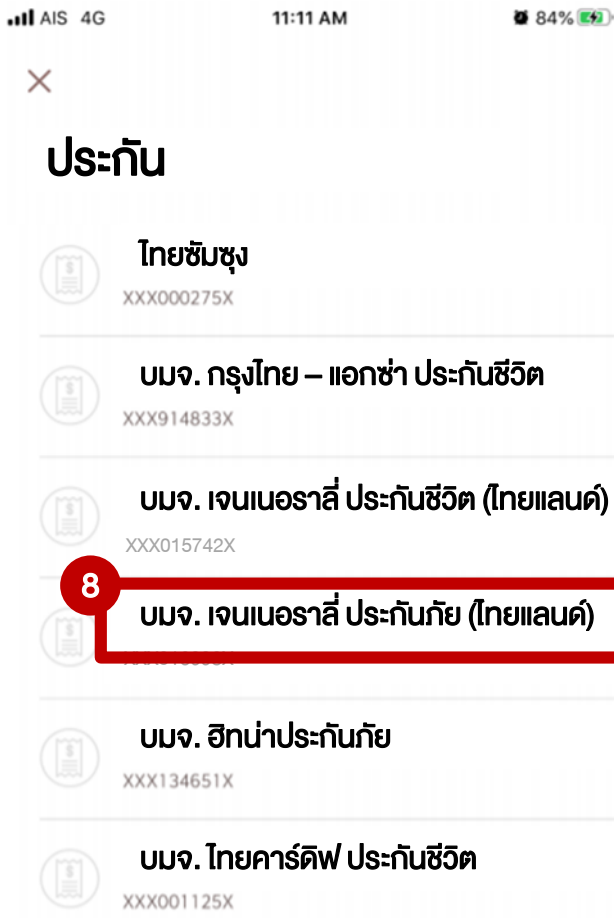 AIS 4G 11:11 AM 84%
ประกัน
ไทยซัมซุง
XXX000275X
บมจ. กรุงไทย – แอกซ่า ประกันชีวิต
XXX914833X
บมจ. เจนเนอราลี่ ประกันชีวิต (ไทยแลนด์)
XXX015742X
8
บมจ. เจนเนอราลี่ ประกันภัย (ไทยแลนด์)
บมจ. ฮิทน่าประกันภัย
XXX134651X
บมจ. ไทยคาร์ดิฟ ประกันชีวิต
XXX001125X